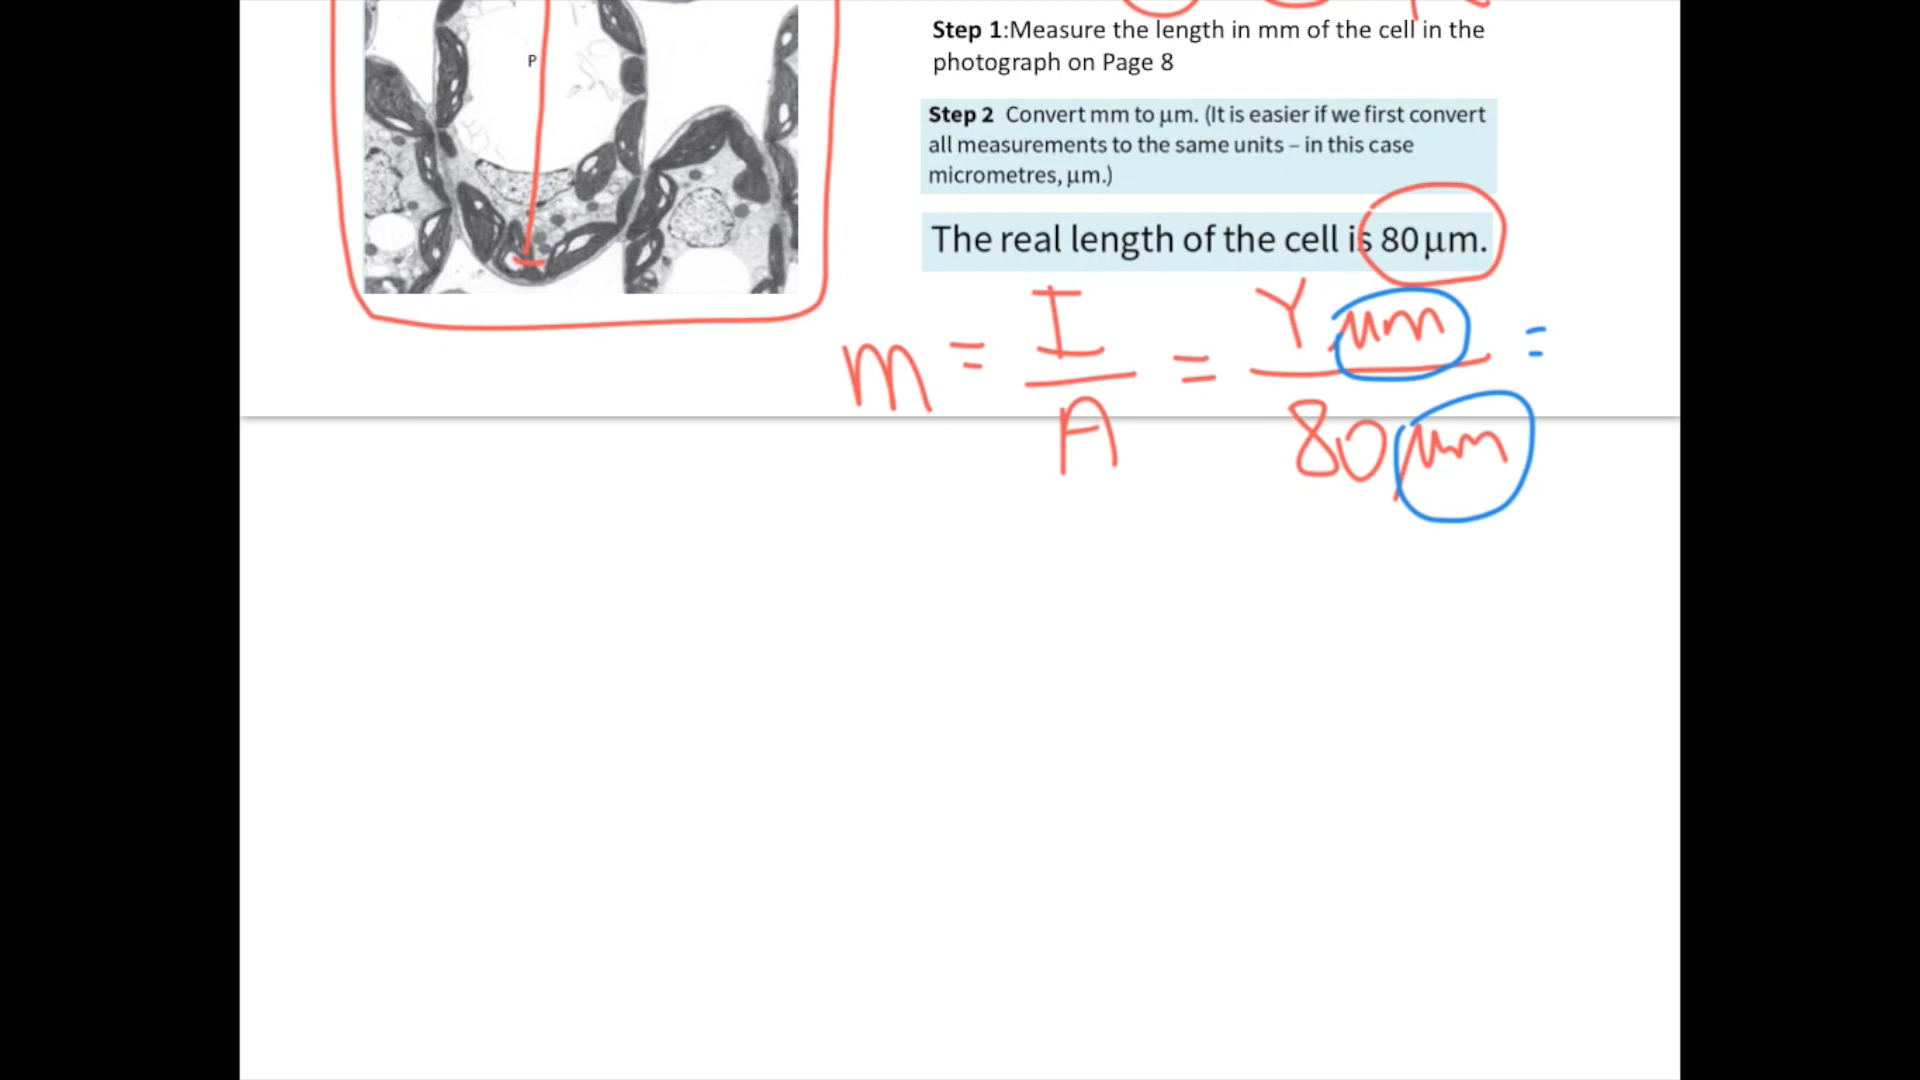 P
Step 1:Measure the length in mm of the cell in the
photograph on Page 8
Step 2 Convert mm to µm. (It is easier if we first convert
all measurements to the same units – in this case
micrometres, µm.)
The real length of the cell is 80 µm.
m = I / A = Y µm / 80 µm =